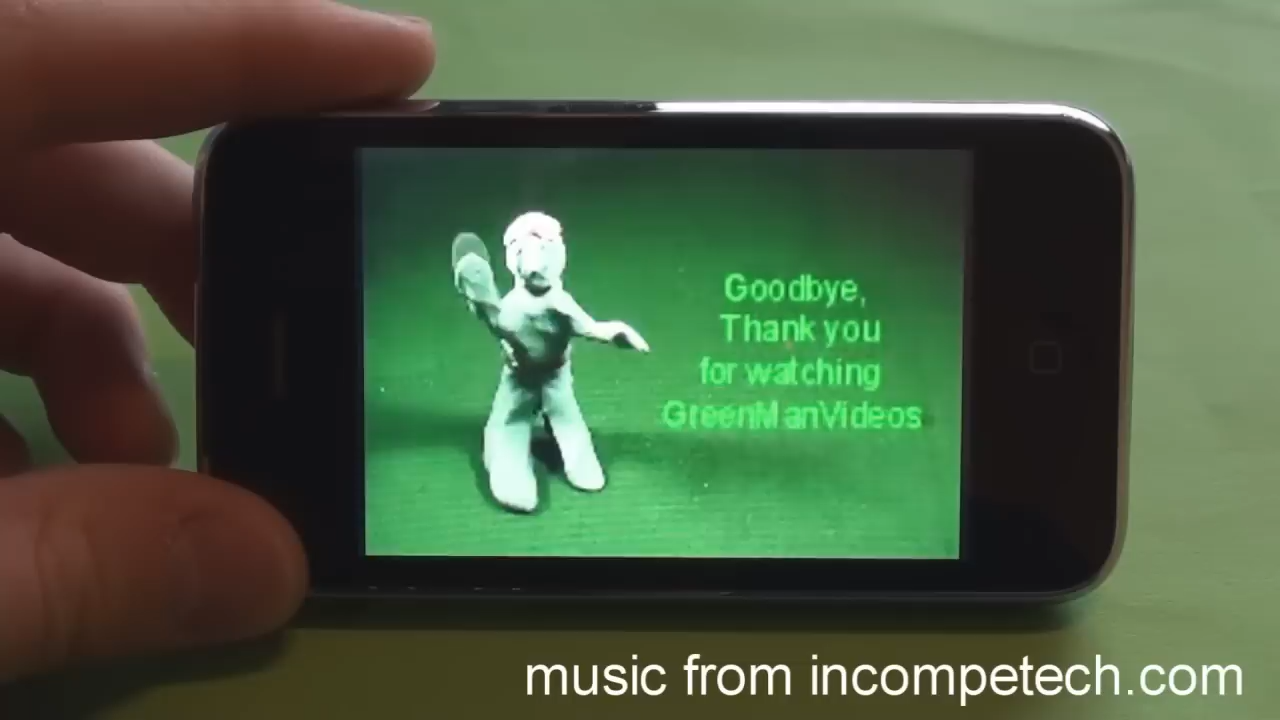 Goodbye,
Thank you
for watching
GreenManVideos
music from incompetech.com